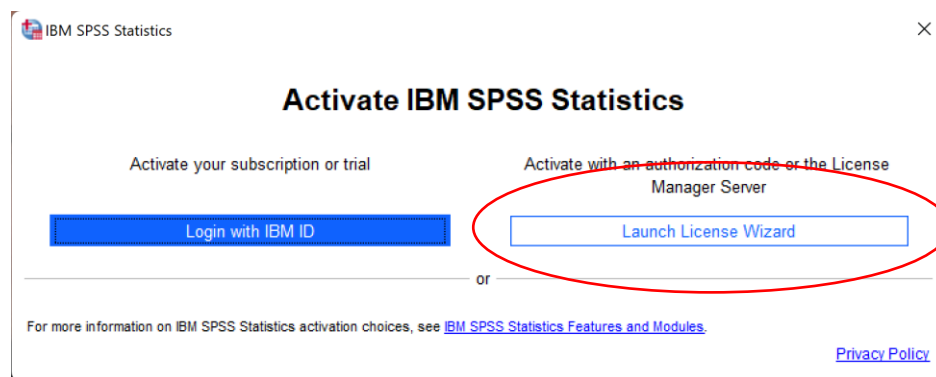 IBM SPSS Statistics
Activate IBM SPSS Statistics
Activate your subscription or trial
Login with IBM ID
Activate with an authorization code or the License
Manager Server
Launch License Wizard
or
For more information on IBM SPSS Statistics activation choices, see IBM SPSS Statistics Features and Modules.
Privacy Policy